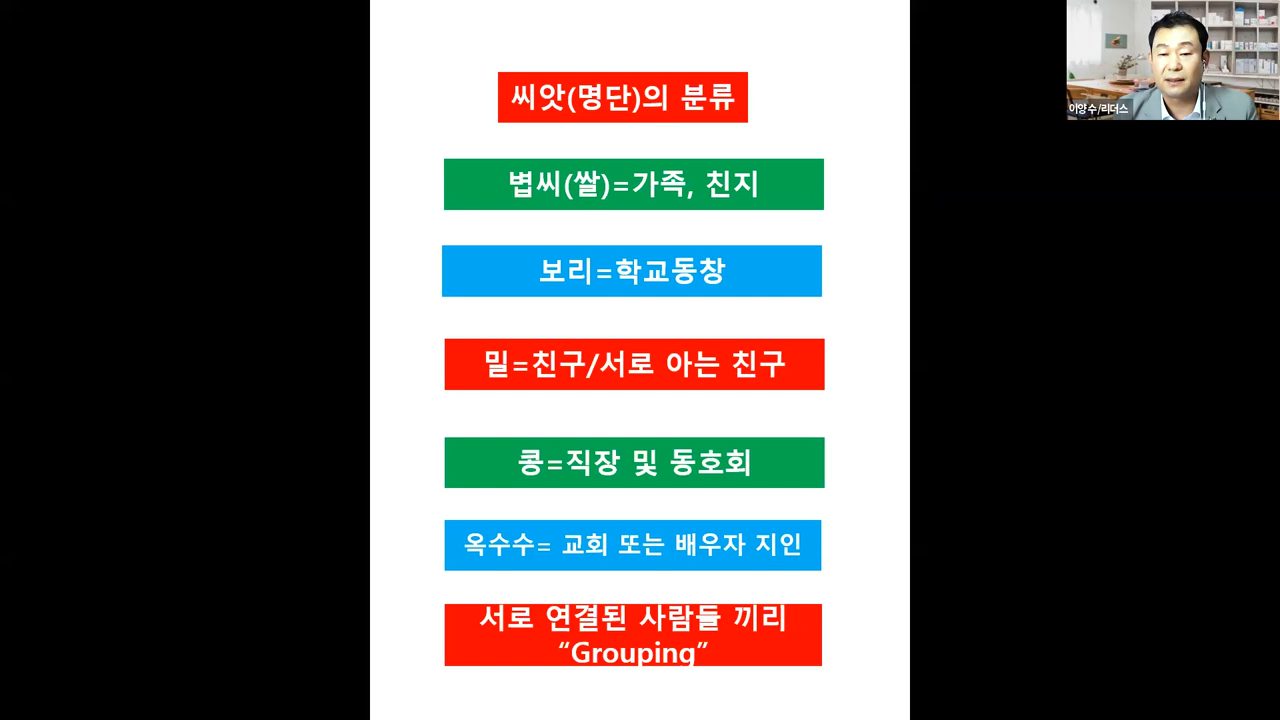 씨앗(명단)의 분류
이양수/리더스
볍씨(쌀)=가족, 친지
보리=학교동창
밀=친구/서로 아는 친구
콩=직장 및 동호회
옥수수= 교회 또는 배우자 지인
서로 연결된 사람들 끼리
“Grouping”